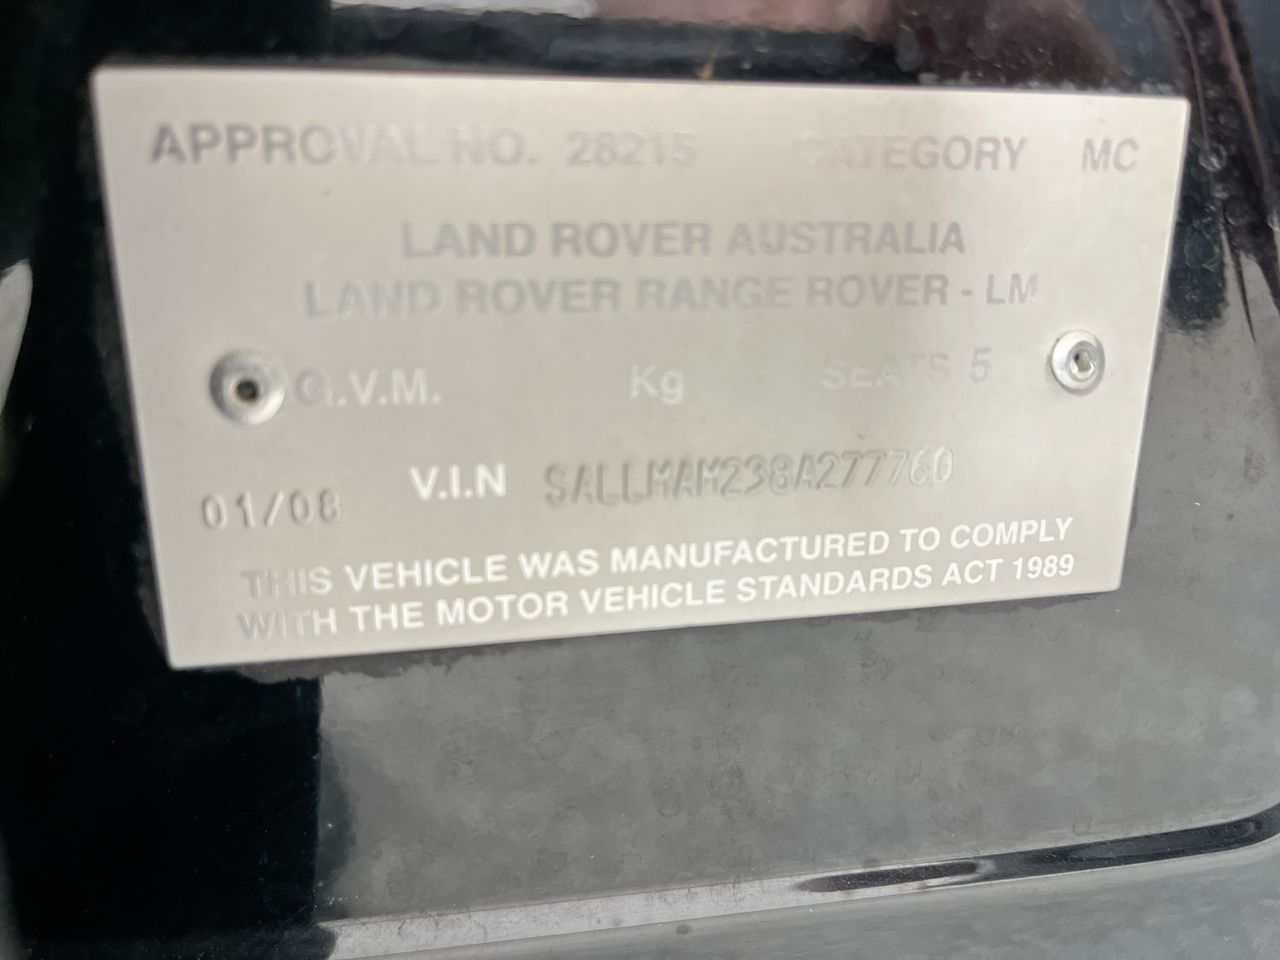 APPROVAL NO. 28215 CATEGORY MC
LAND ROVER AUSTRALIA
LAND ROVER RANGE ROVER - LM
G.V.M. Kg SEATS 5
01/08 V.I.N SALLMAM238A277760
THIS VEHICLE WAS MANUFACTURED TO COMPLY
WITH THE MOTOR VEHICLE STANDARDS ACT 1989